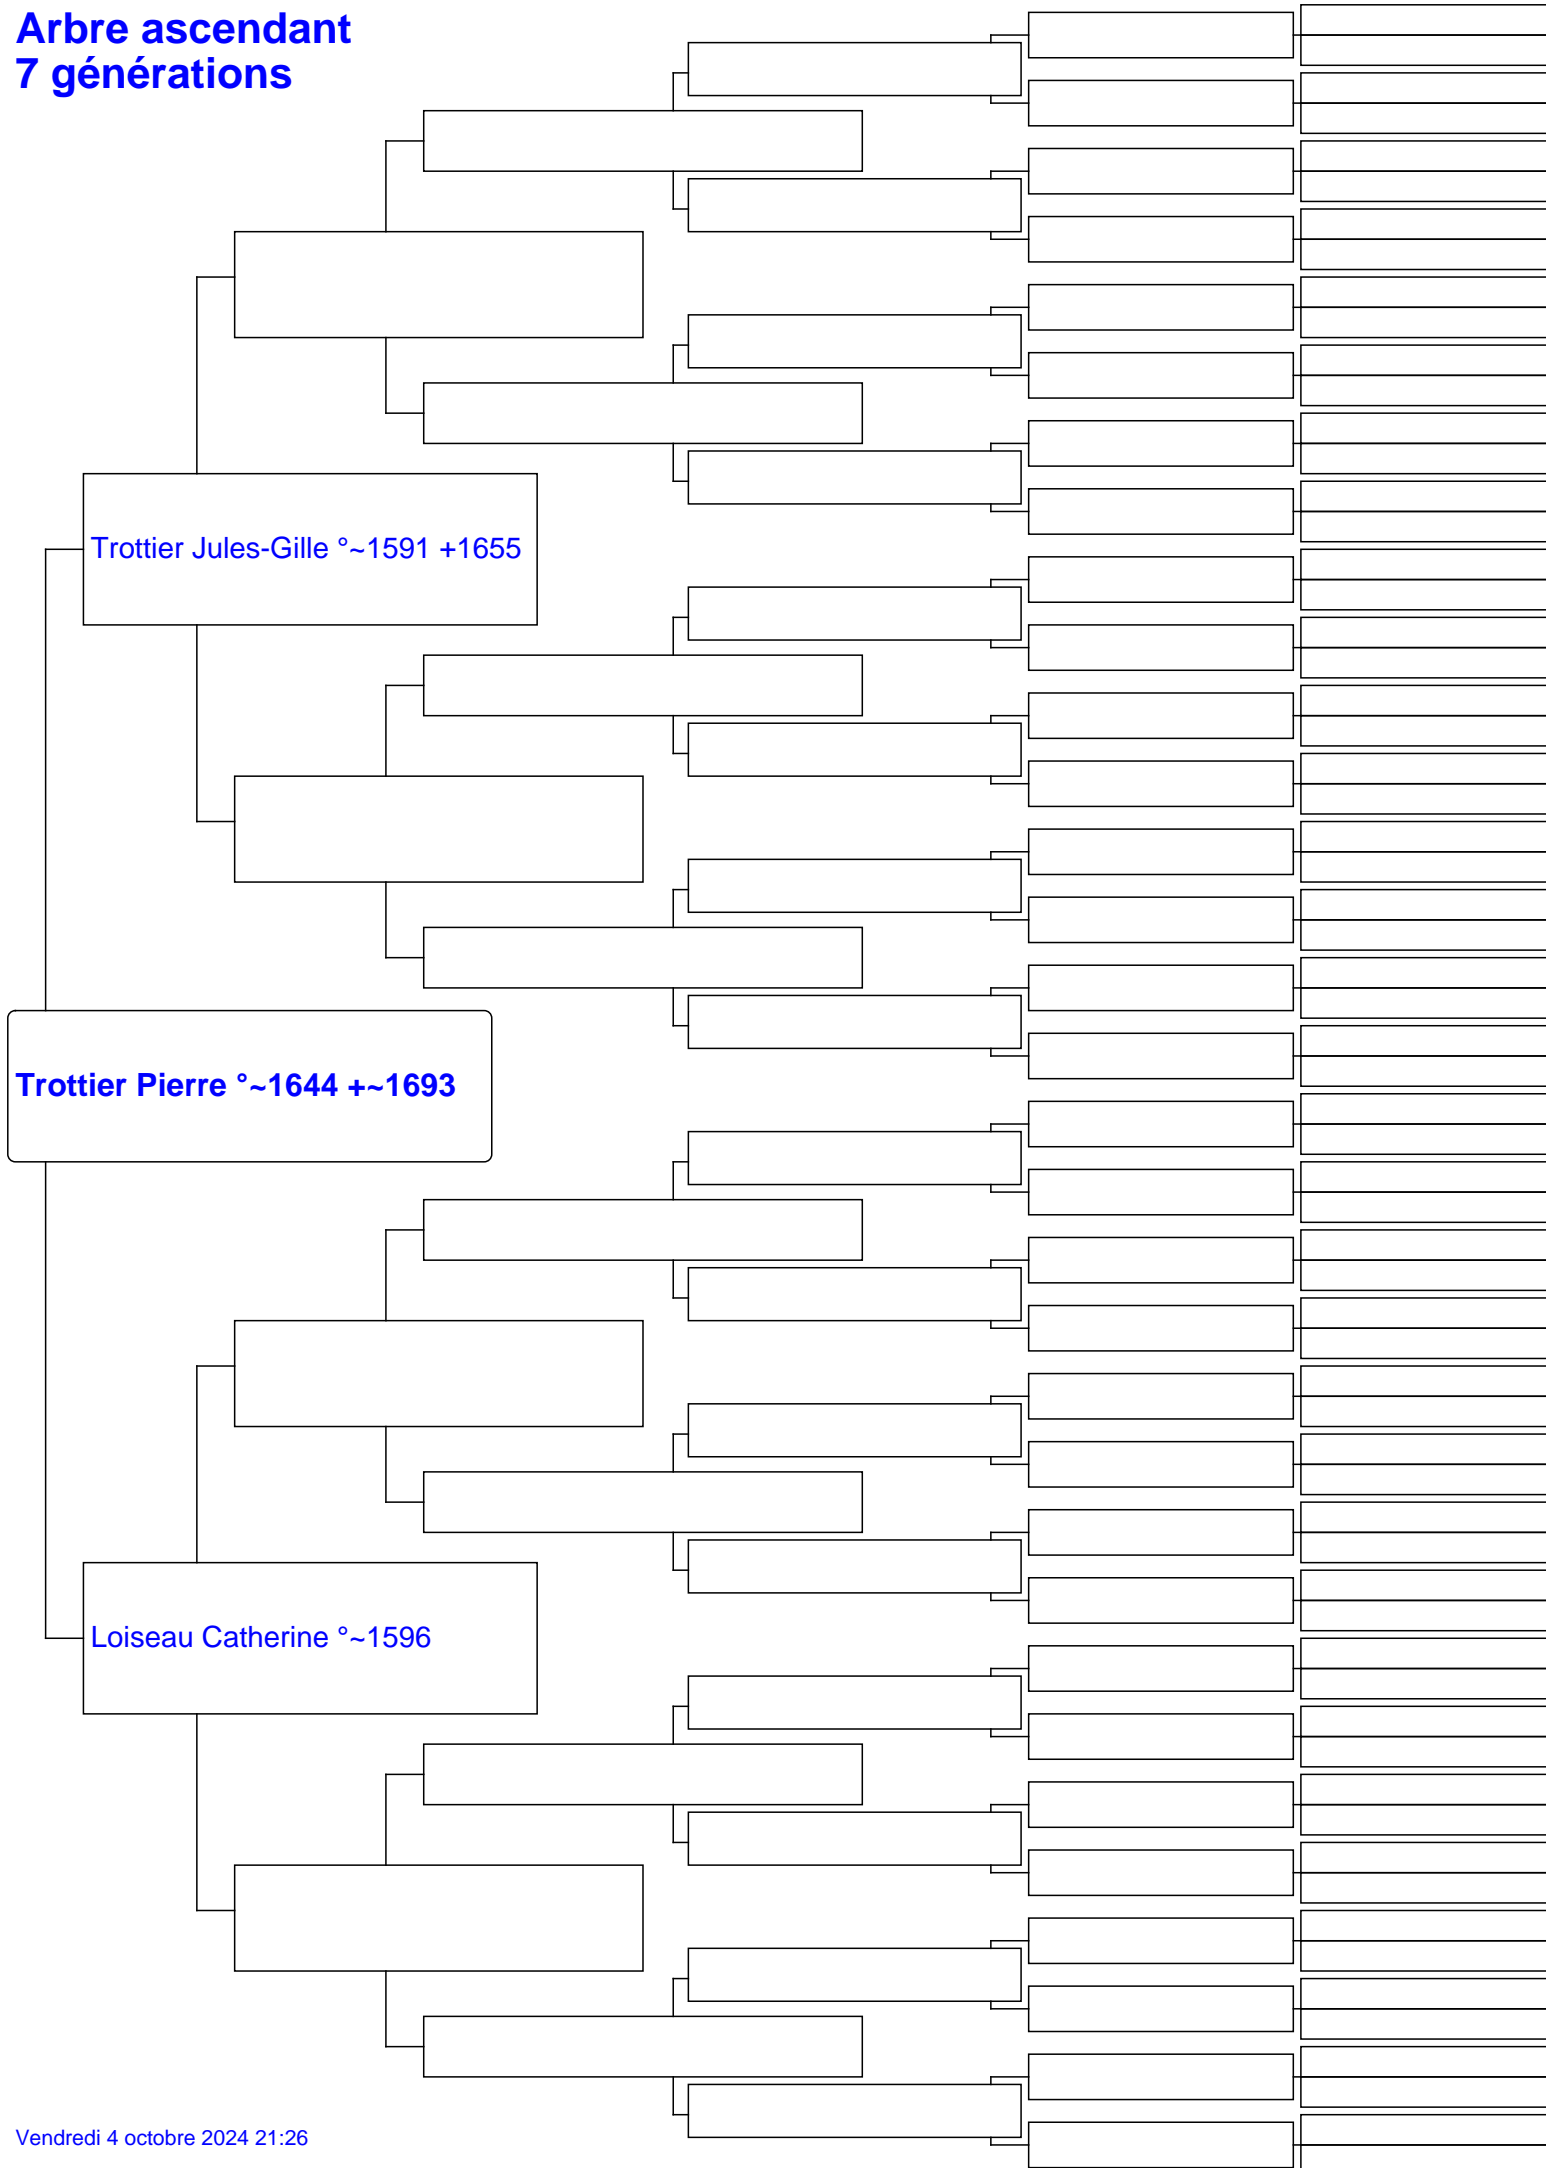 Arbre ascendant
7 générations
Trottier Jules-Gille °~1591 +1655
Trottier Pierre °~1644 +~1693
Loiseau Catherine °~1596
Vendredi 4 octobre 2024 21:26